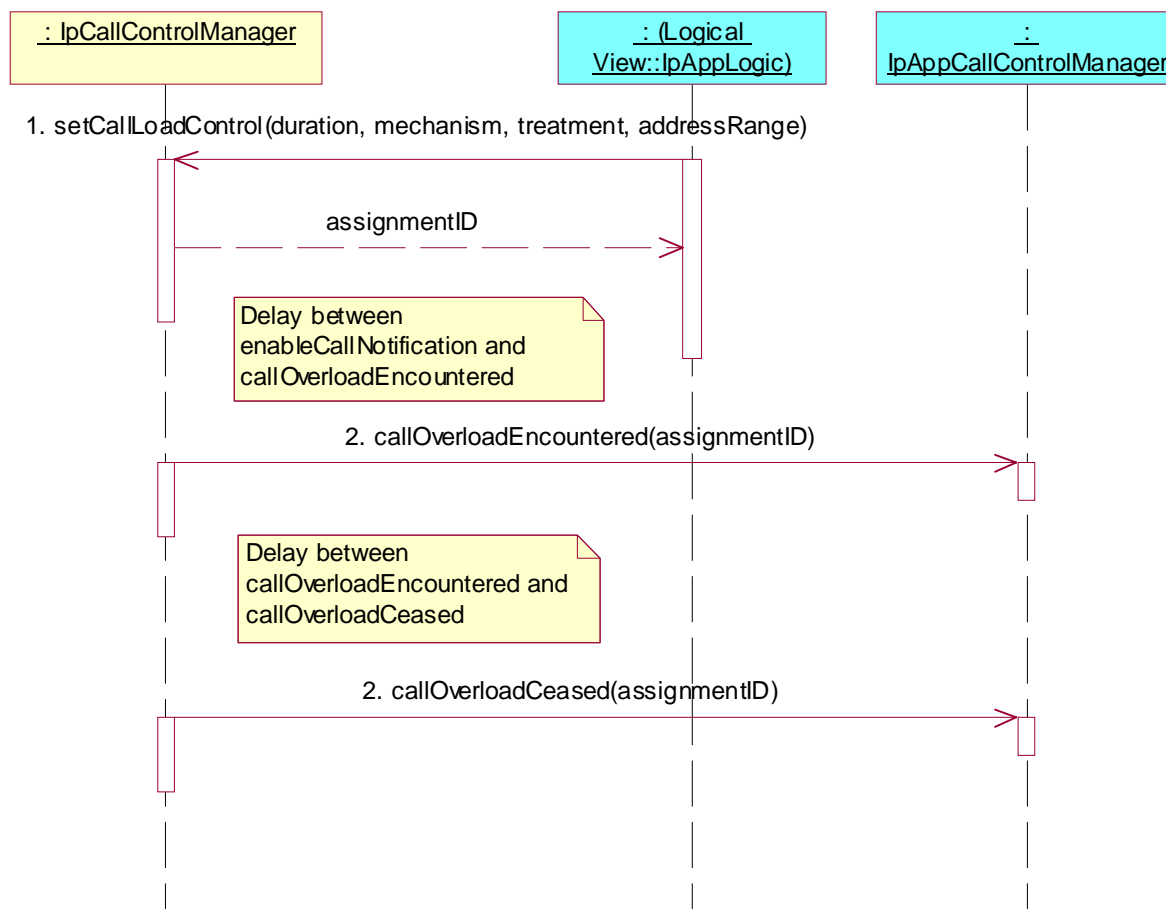 : IpCallControlManager
: (Logical
View::IpAppLogic)
:
IpAppCallControlManager
1. setCallLoadControl(duration, mechanism, treatment, addressRange)
assignmentID
Delay between
enableCallNotification and
callOverloadEncountered
2. callOverloadEncountered(assignmentID)
Delay between
callOverloadEncountered and
callOverloadCeased
2. callOverloadCeased(assignmentID)